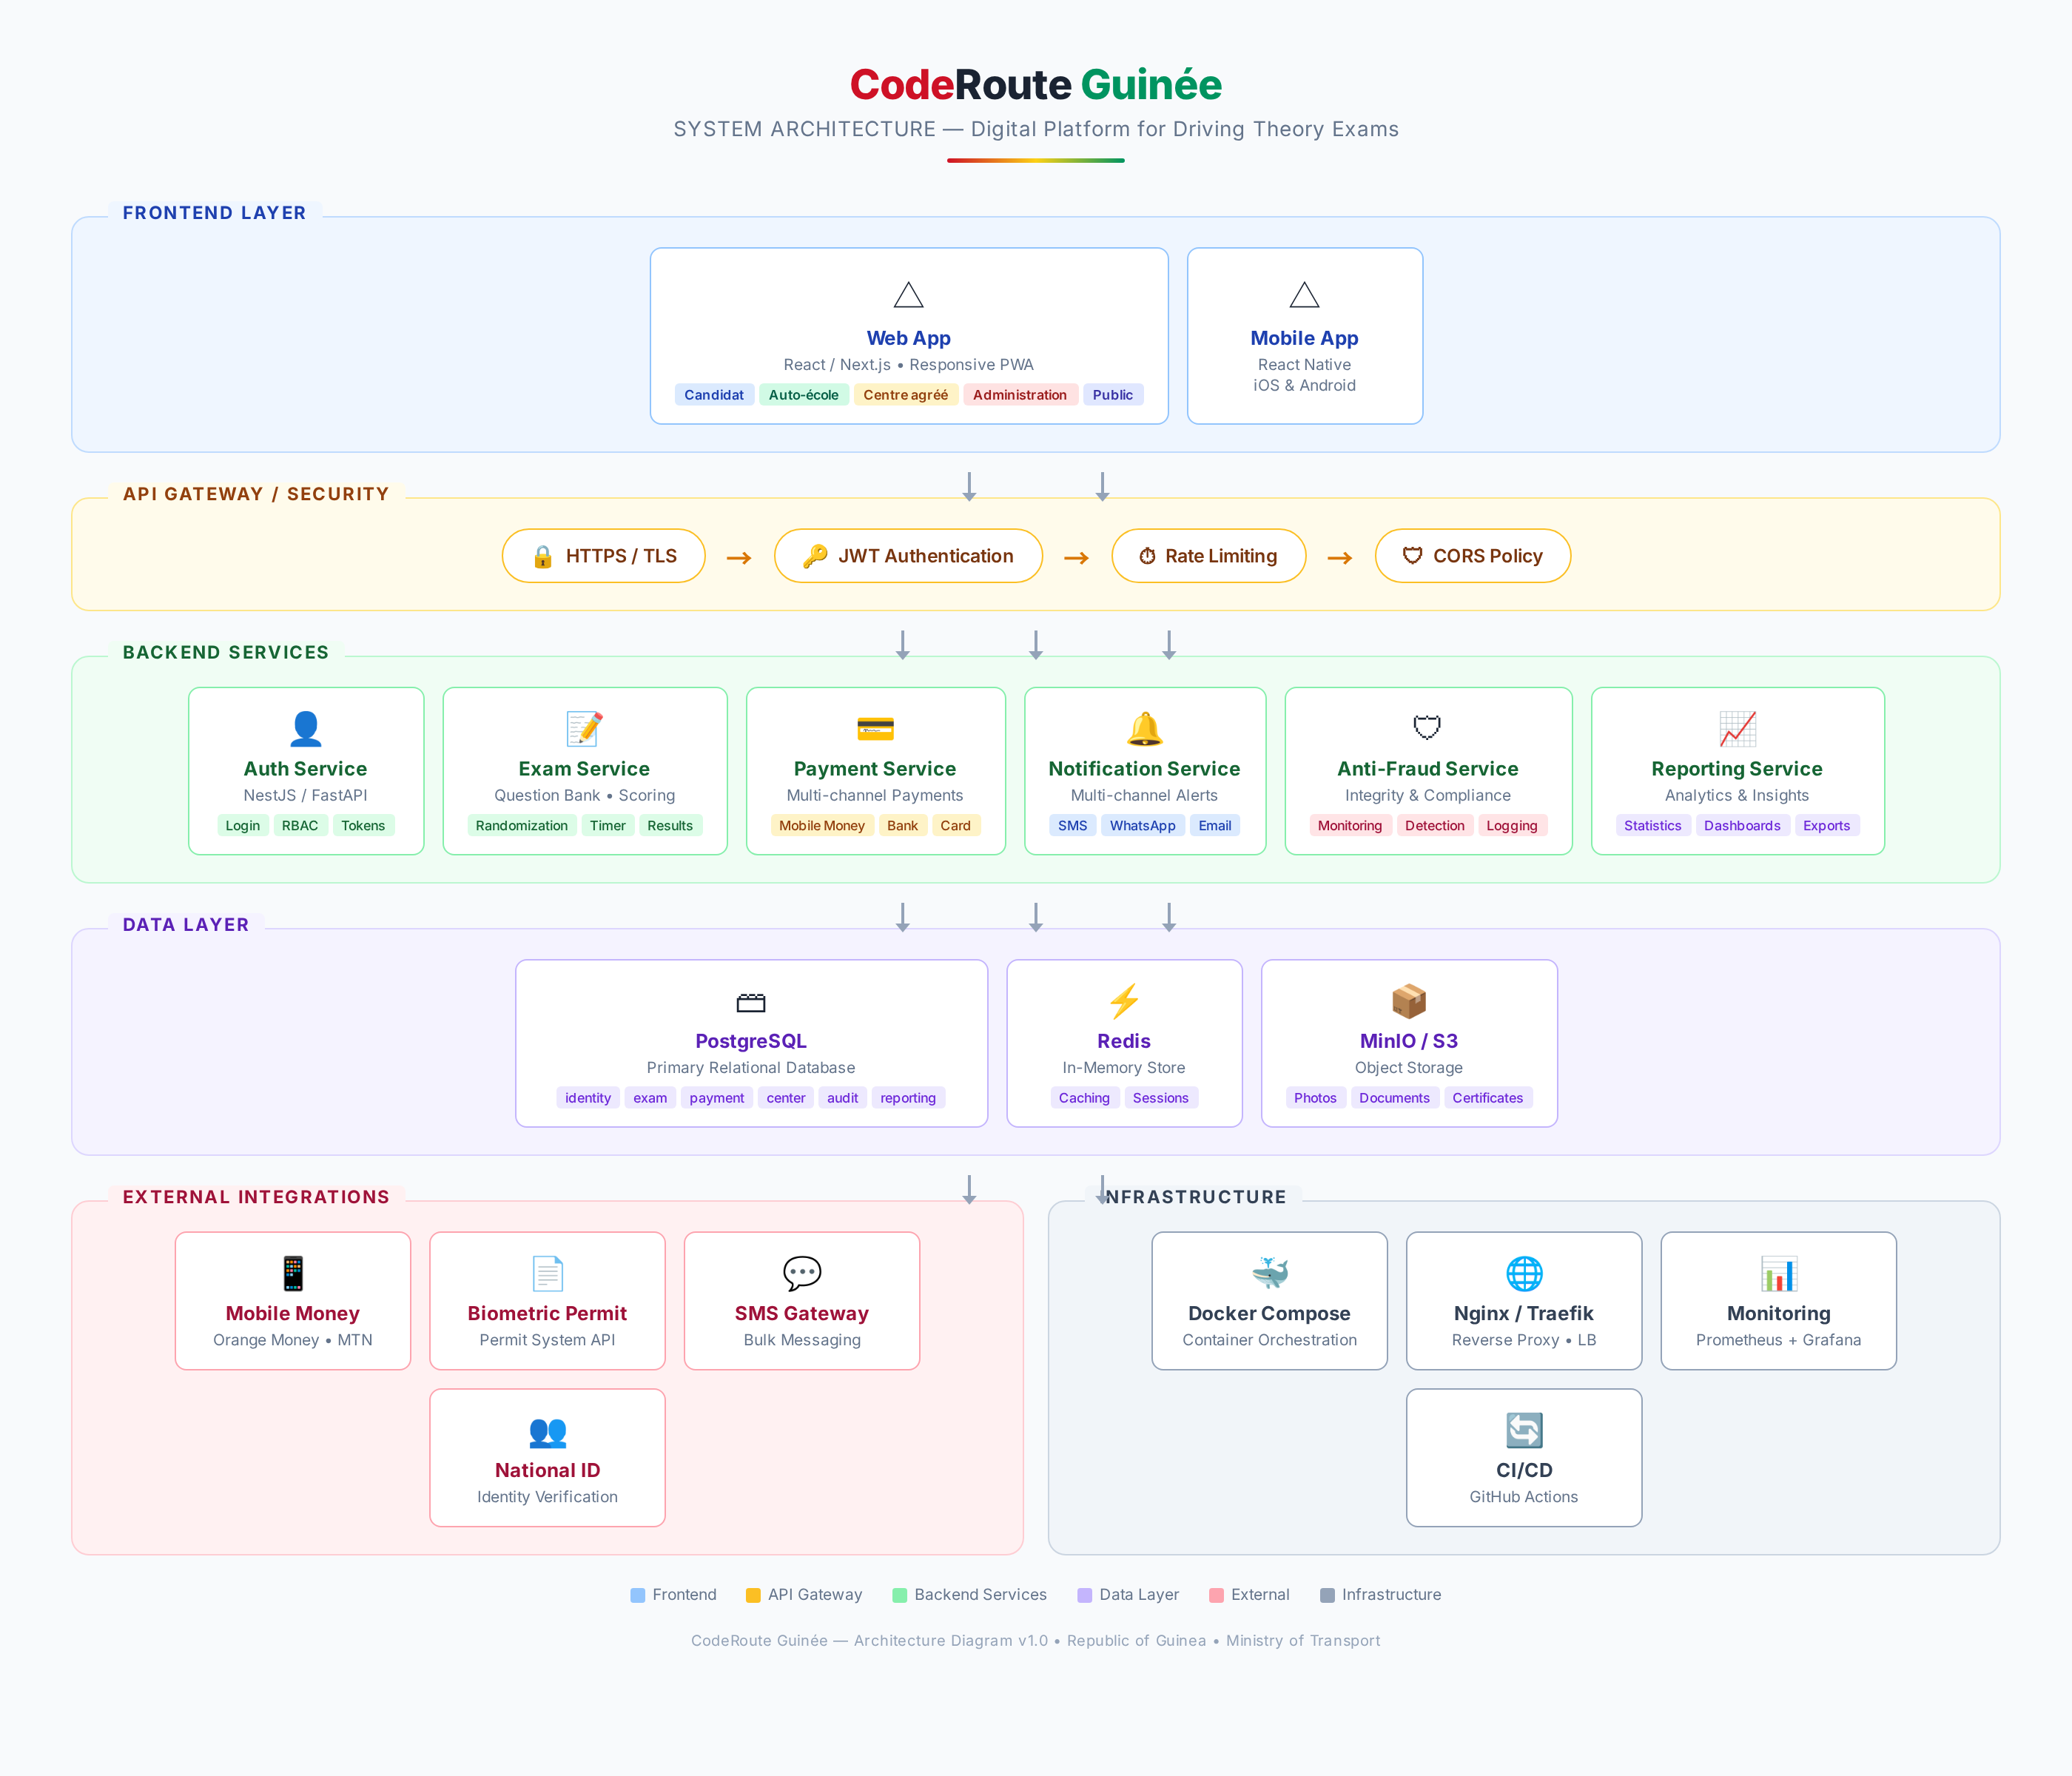 CodeRoute Guinée
SYSTEM ARCHITECTURE — Digital Platform for Driving Theory Exams
FRONTEND LAYER
Web App
React / Next.js • Responsive PWA
Candidat Auto-école Centre agréé Administration Public
Mobile App
React Native
iOS & Android
API GATEWAY / SECURITY
HTTPS / TLS → JWT Authentication → Rate Limiting → CORS Policy
BACKEND SERVICES
Auth Service
NestJS / FastAPI
Login RBAC Tokens
Exam Service
Question Bank • Scoring
Randomization Timer Results
Payment Service
Multi-channel Payments
Mobile Money Bank Card
Notification Service
Multi-channel Alerts
SMS WhatsApp Email
Anti-Fraud Service
Integrity & Compliance
Monitoring Detection Logging
Reporting Service
Analytics & Insights
Statistics Dashboards Exports
DATA LAYER
PostgreSQL
Primary Relational Database
identity exam payment center audit reporting
Redis
In-Memory Store
Caching Sessions
MinIO / S3
Object Storage
Photos Documents Certificates
EXTERNAL INTEGRATIONS
Mobile Money
Orange Money • MTN
Biometric Permit
Permit System API
SMS Gateway
Bulk Messaging
National ID
Identity Verification
INFRASTRUCTURE
Docker Compose
Container Orchestration
Nginx / Traefik
Reverse Proxy • LB
Monitoring
Prometheus + Grafana
CI/CD
GitHub Actions
Frontend API Gateway Backend Services Data Layer External Infrastructure
CodeRoute Guinée — Architecture Diagram v1.0 • Republic of Guinea • Ministry of Transport